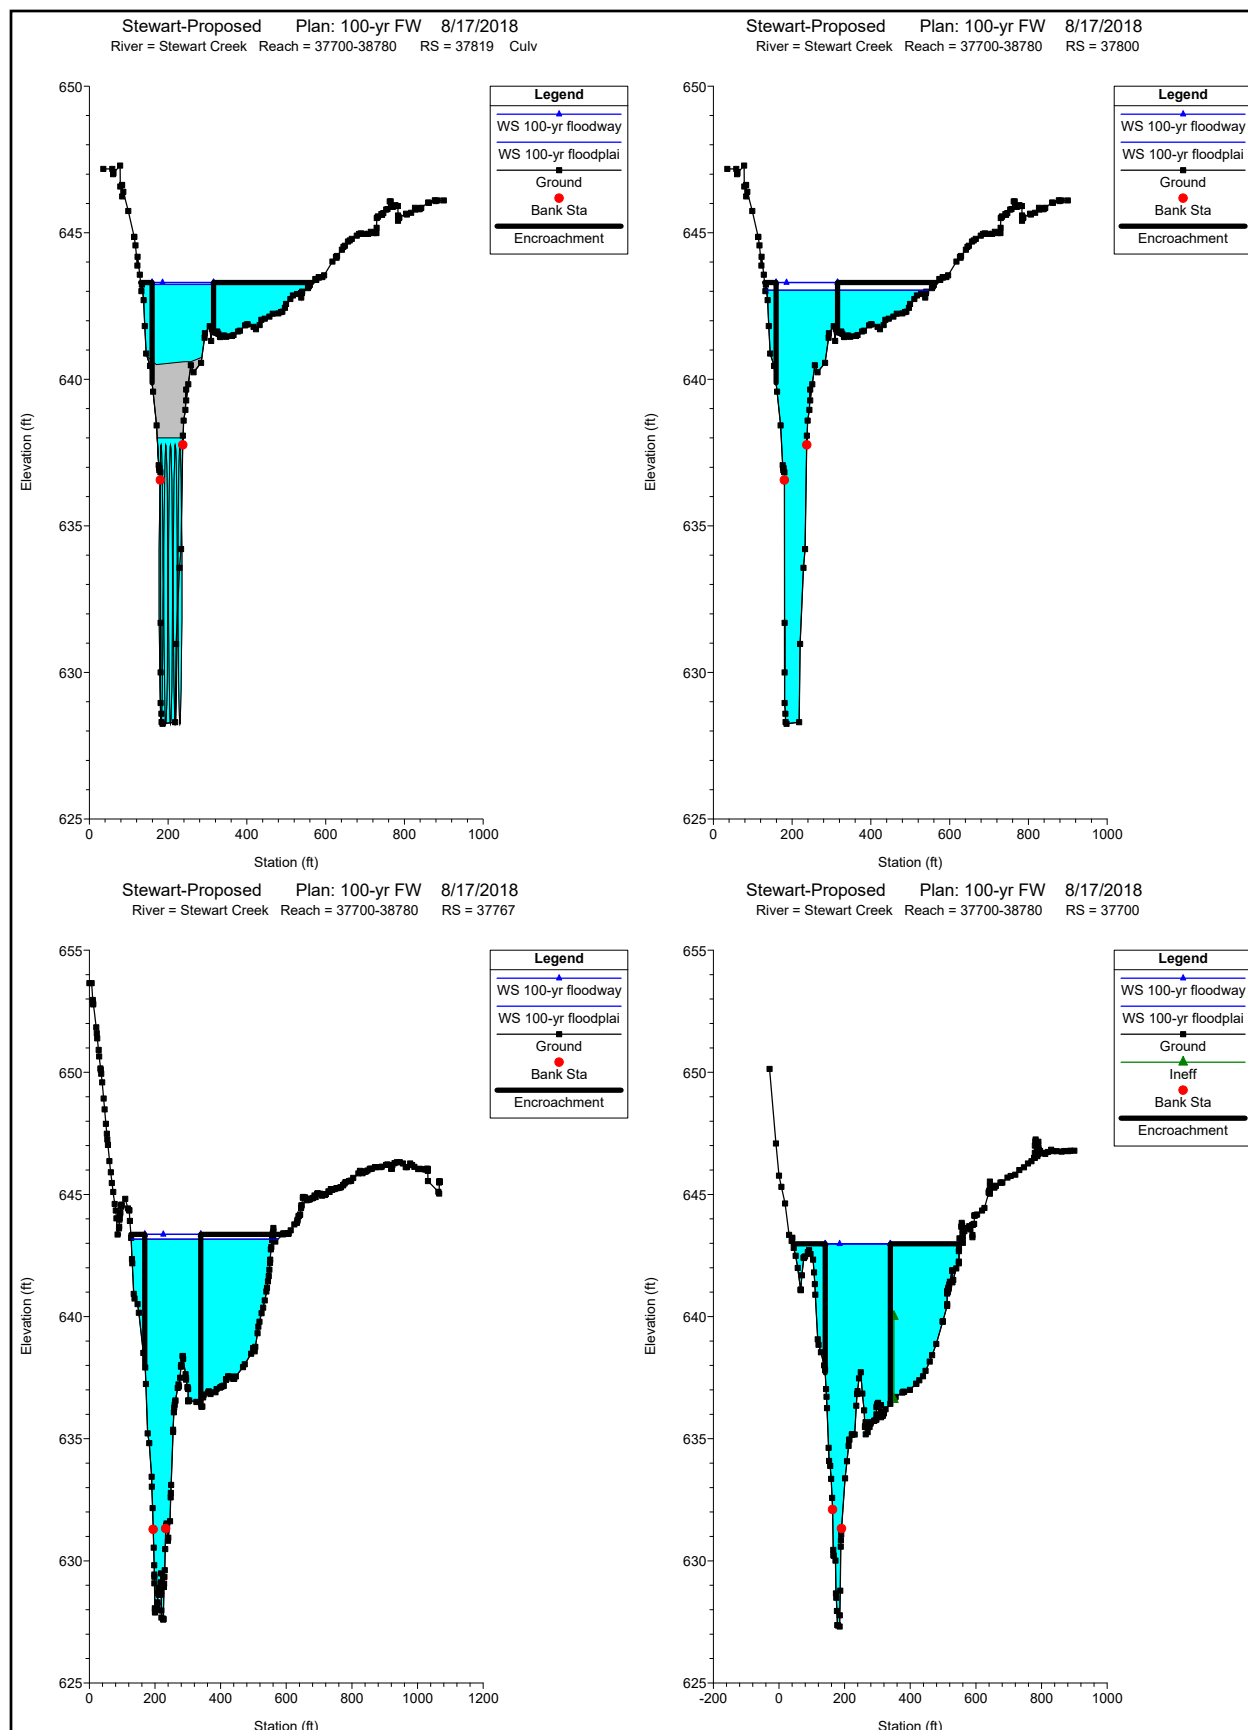 Stewart-Proposed Plan: 100-yr FW 8/17/2018
River = Stewart Creek Reach = 37700-38780 RS = 37819 Culv
650
645
640
635
630
625
Elevation (ft)
0 200 400 600 800 1000
Station (ft)
Legend
WS 100-yr floodway
WS 100-yr floodplai
Ground
Bank Sta
Encroachment
Stewart-Proposed Plan: 100-yr FW 8/17/2018
River = Stewart Creek Reach = 37700-38780 RS = 37800
650
645
640
635
630
625
Elevation (ft)
0 200 400 600 800 1000
Station (ft)
Legend
WS 100-yr floodway
WS 100-yr floodplai
Ground
Bank Sta
Encroachment
Stewart-Proposed Plan: 100-yr FW 8/17/2018
River = Stewart Creek Reach = 37700-38780 RS = 37767
655
650
645
640
635
630
625
Elevation (ft)
0 200 400 600 800 1000 1200
Station (ft)
Legend
WS 100-yr floodway
WS 100-yr floodplai
Ground
Bank Sta
Encroachment
Stewart-Proposed Plan: 100-yr FW 8/17/2018
River = Stewart Creek Reach = 37700-38780 RS = 37700
655
650
645
640
635
630
625
Elevation (ft)
-200 0 200 400 600 800 1000
Station (ft)
Legend
WS 100-yr floodway
WS 100-yr floodplai
Ground
Ineff
Bank Sta
Encroachment